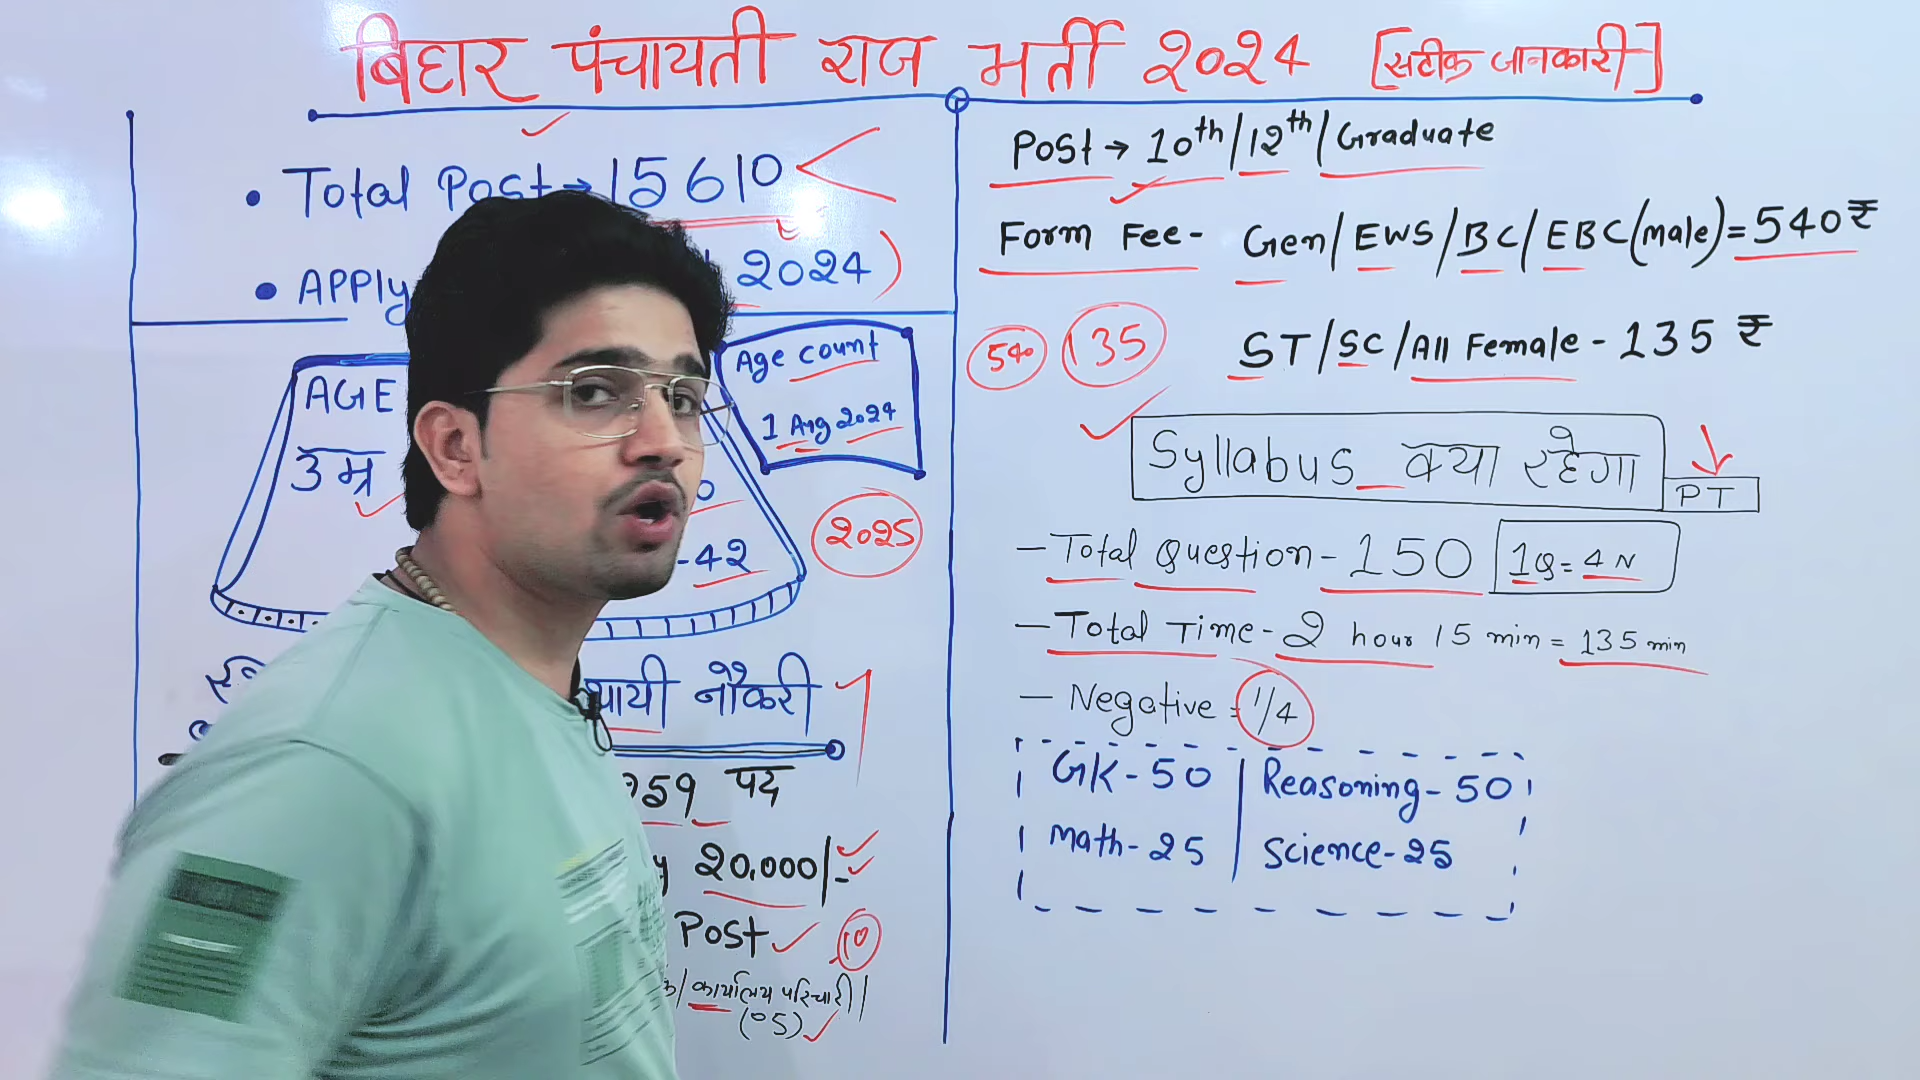 बिहार पंचायती राज भर्ती 2024 [सटीक जानकारी]
• Total Post → 15610
• APPly 2024)
AGE
उम्र
-42
Age count
1 Aug 2024
2025
थायी नौकरी
959 पद
20,000/-
Post 10
कार्यालय परिचारी
(05)
Post → 10th/12th/Graduate
Form Fee- Gen/EWS/BC/EBC(male)=540₹
540 135 ST/SC/All Female - 135 ₹
Syllabus क्या रहेगा
PT
- Total Question - 150 1Q= 4 N
- Total Time - 2 hour 15 min = 135 min
- Negative = 1/4
GK - 50 | Reasoning - 50
Math - 25 | Science - 25